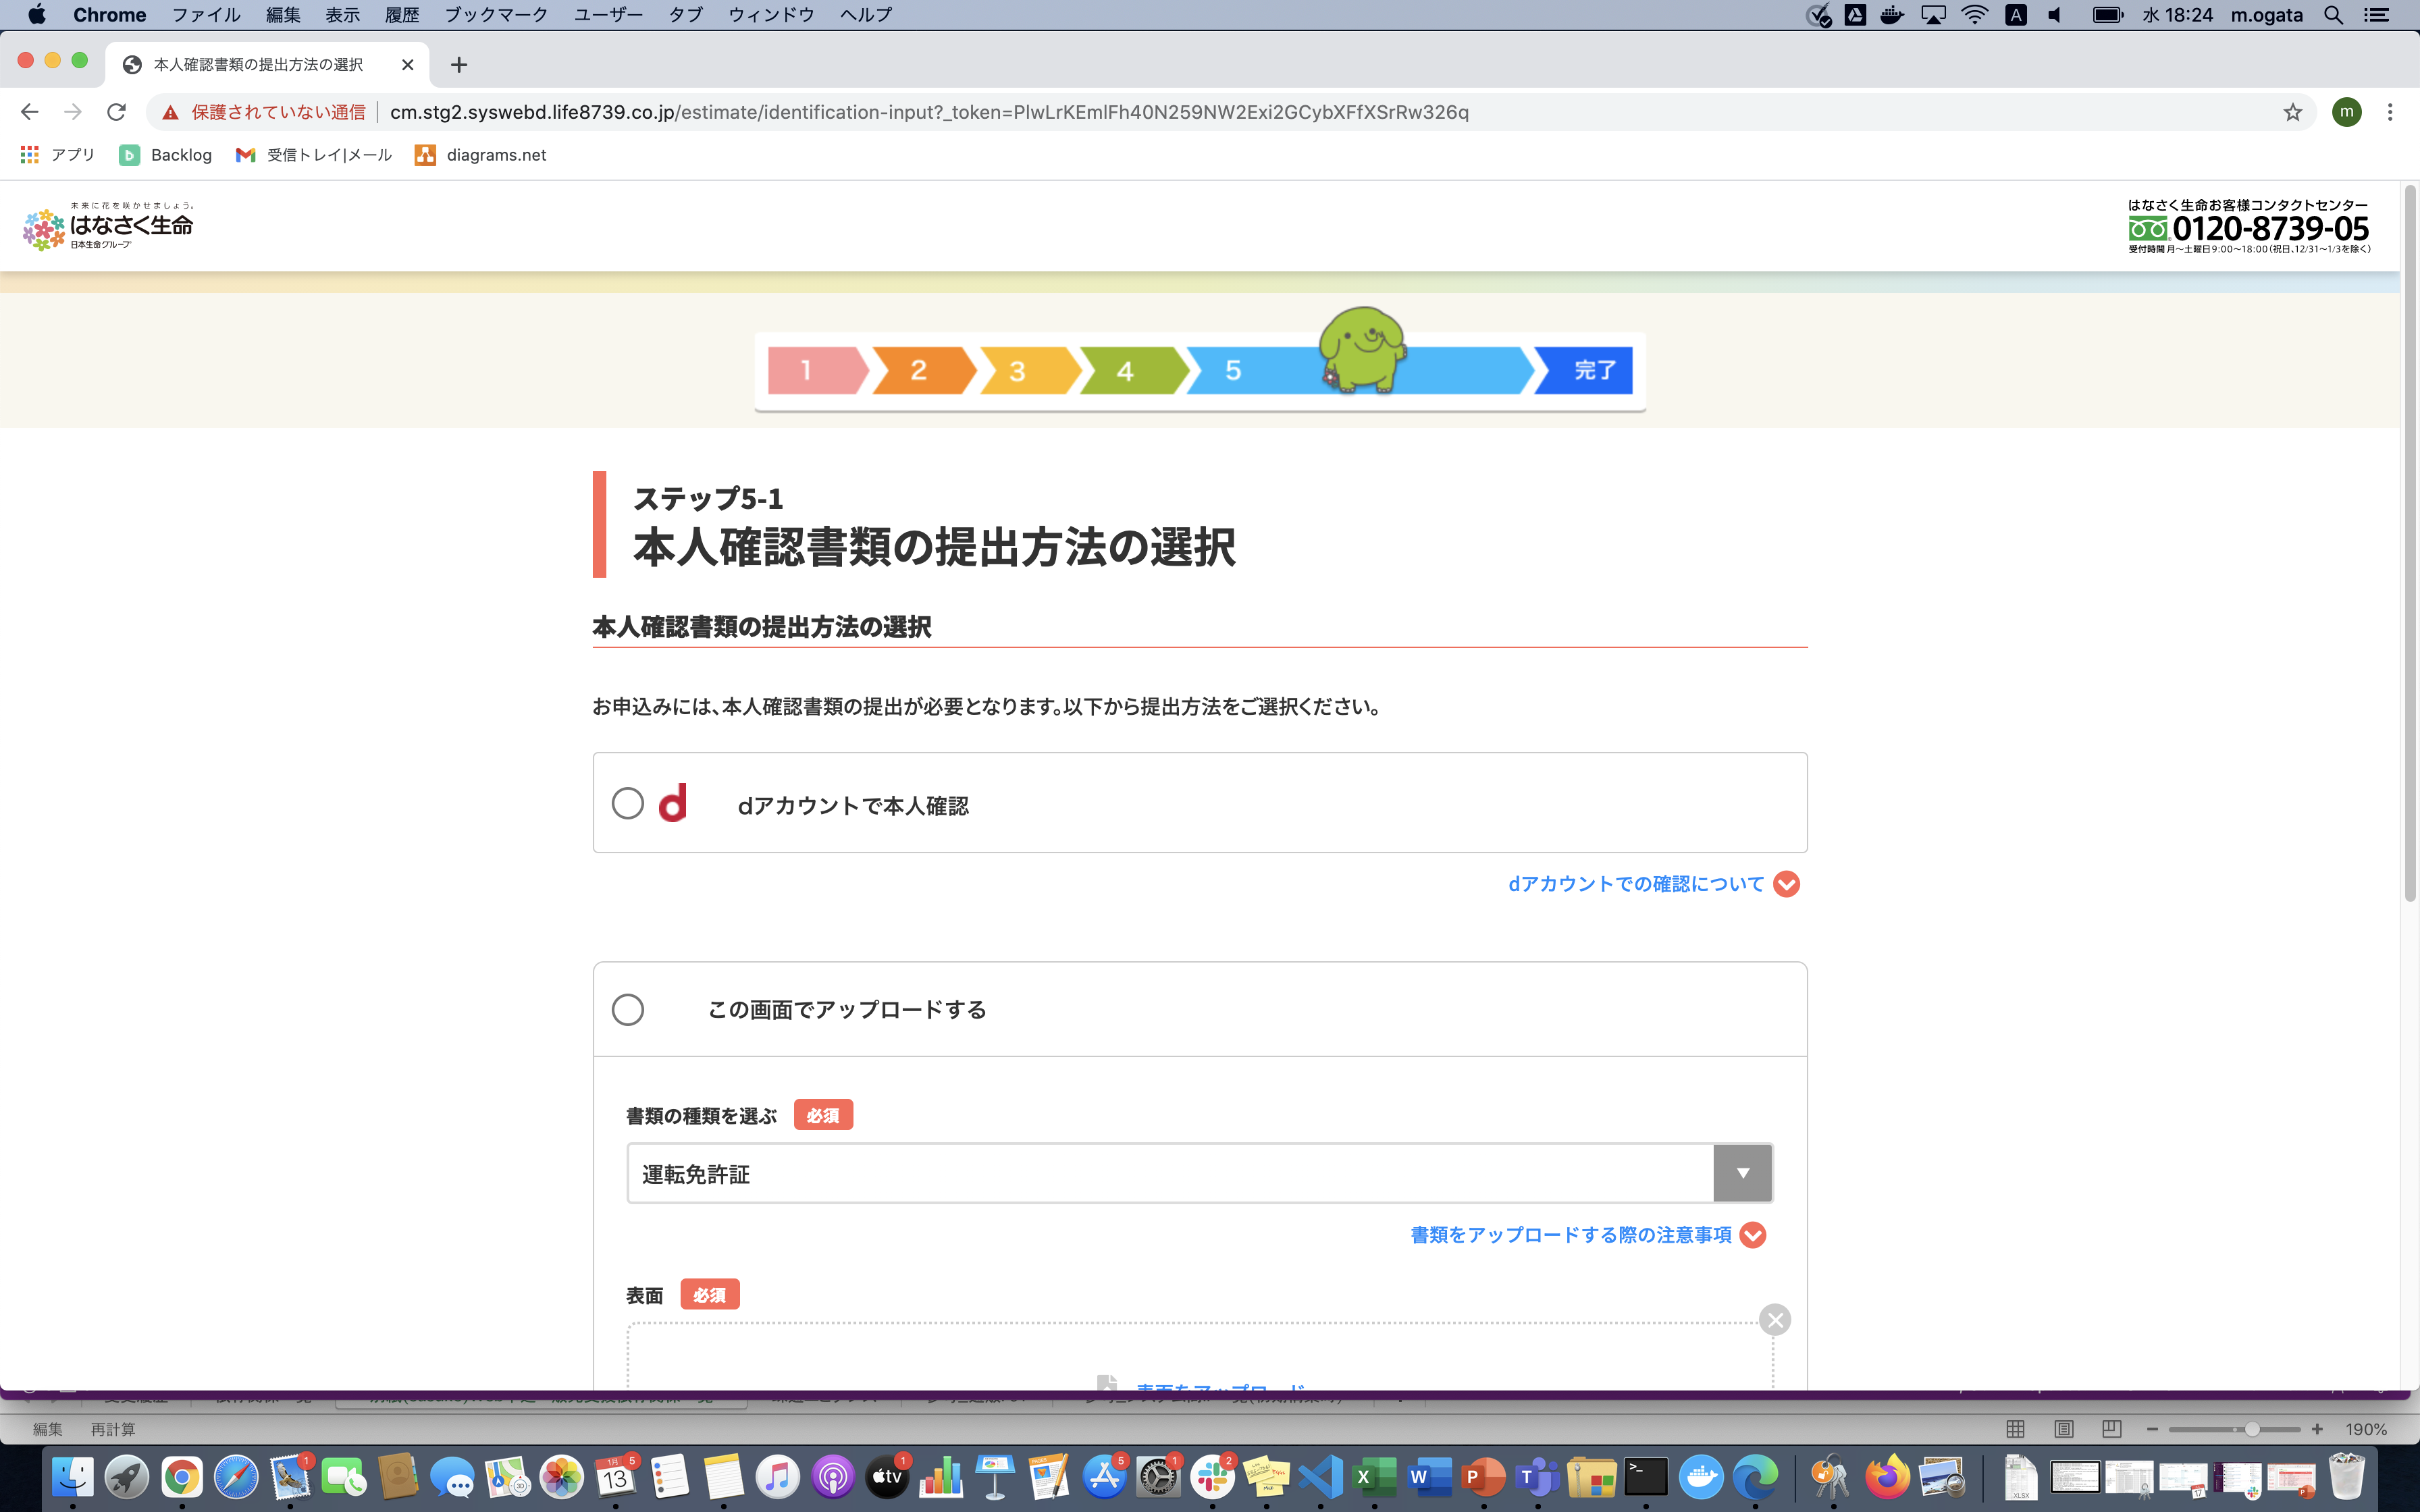 Chrome ファイル 編集 表示 履歴 ブックマーク ユーザー タブ ウィンドウ ヘルプ A 水 18:24 m.ogata
本人確認書類の提出方法の選択
保護されていない通信 cm.stg2.syswebd.life8739.co.jp/estimate/identification-input?_token=PlwLrKEmlFh40N259NW2Exi2GCybXFfXSrRw326q m
アプリ b Backlog 受信トレイ|メール diagrams.net
未来に花を咲かせましょう。
はなさく生命
日本生命グループ
はなさく生命お客様コンタクトセンター
0120-8739-05
受付時間 月〜土曜日9:00〜18:00(祝日、12/31〜1/3を除く)
1 2 3 4 5 完了
ステップ5-1
本人確認書類の提出方法の選択
本人確認書類の提出方法の選択
お申込みには、本人確認書類の提出が必要となります。以下から提出方法をご選択ください。
d dアカウントで本人確認
dアカウントでの確認について
この画面でアップロードする
書類の種類を選ぶ 必須
運転免許証
書類をアップロードする際の注意事項
表面 必須
編集 再計算 190%
1 1月 13 5 tv 5 1 2 X W P T
XLSX 17